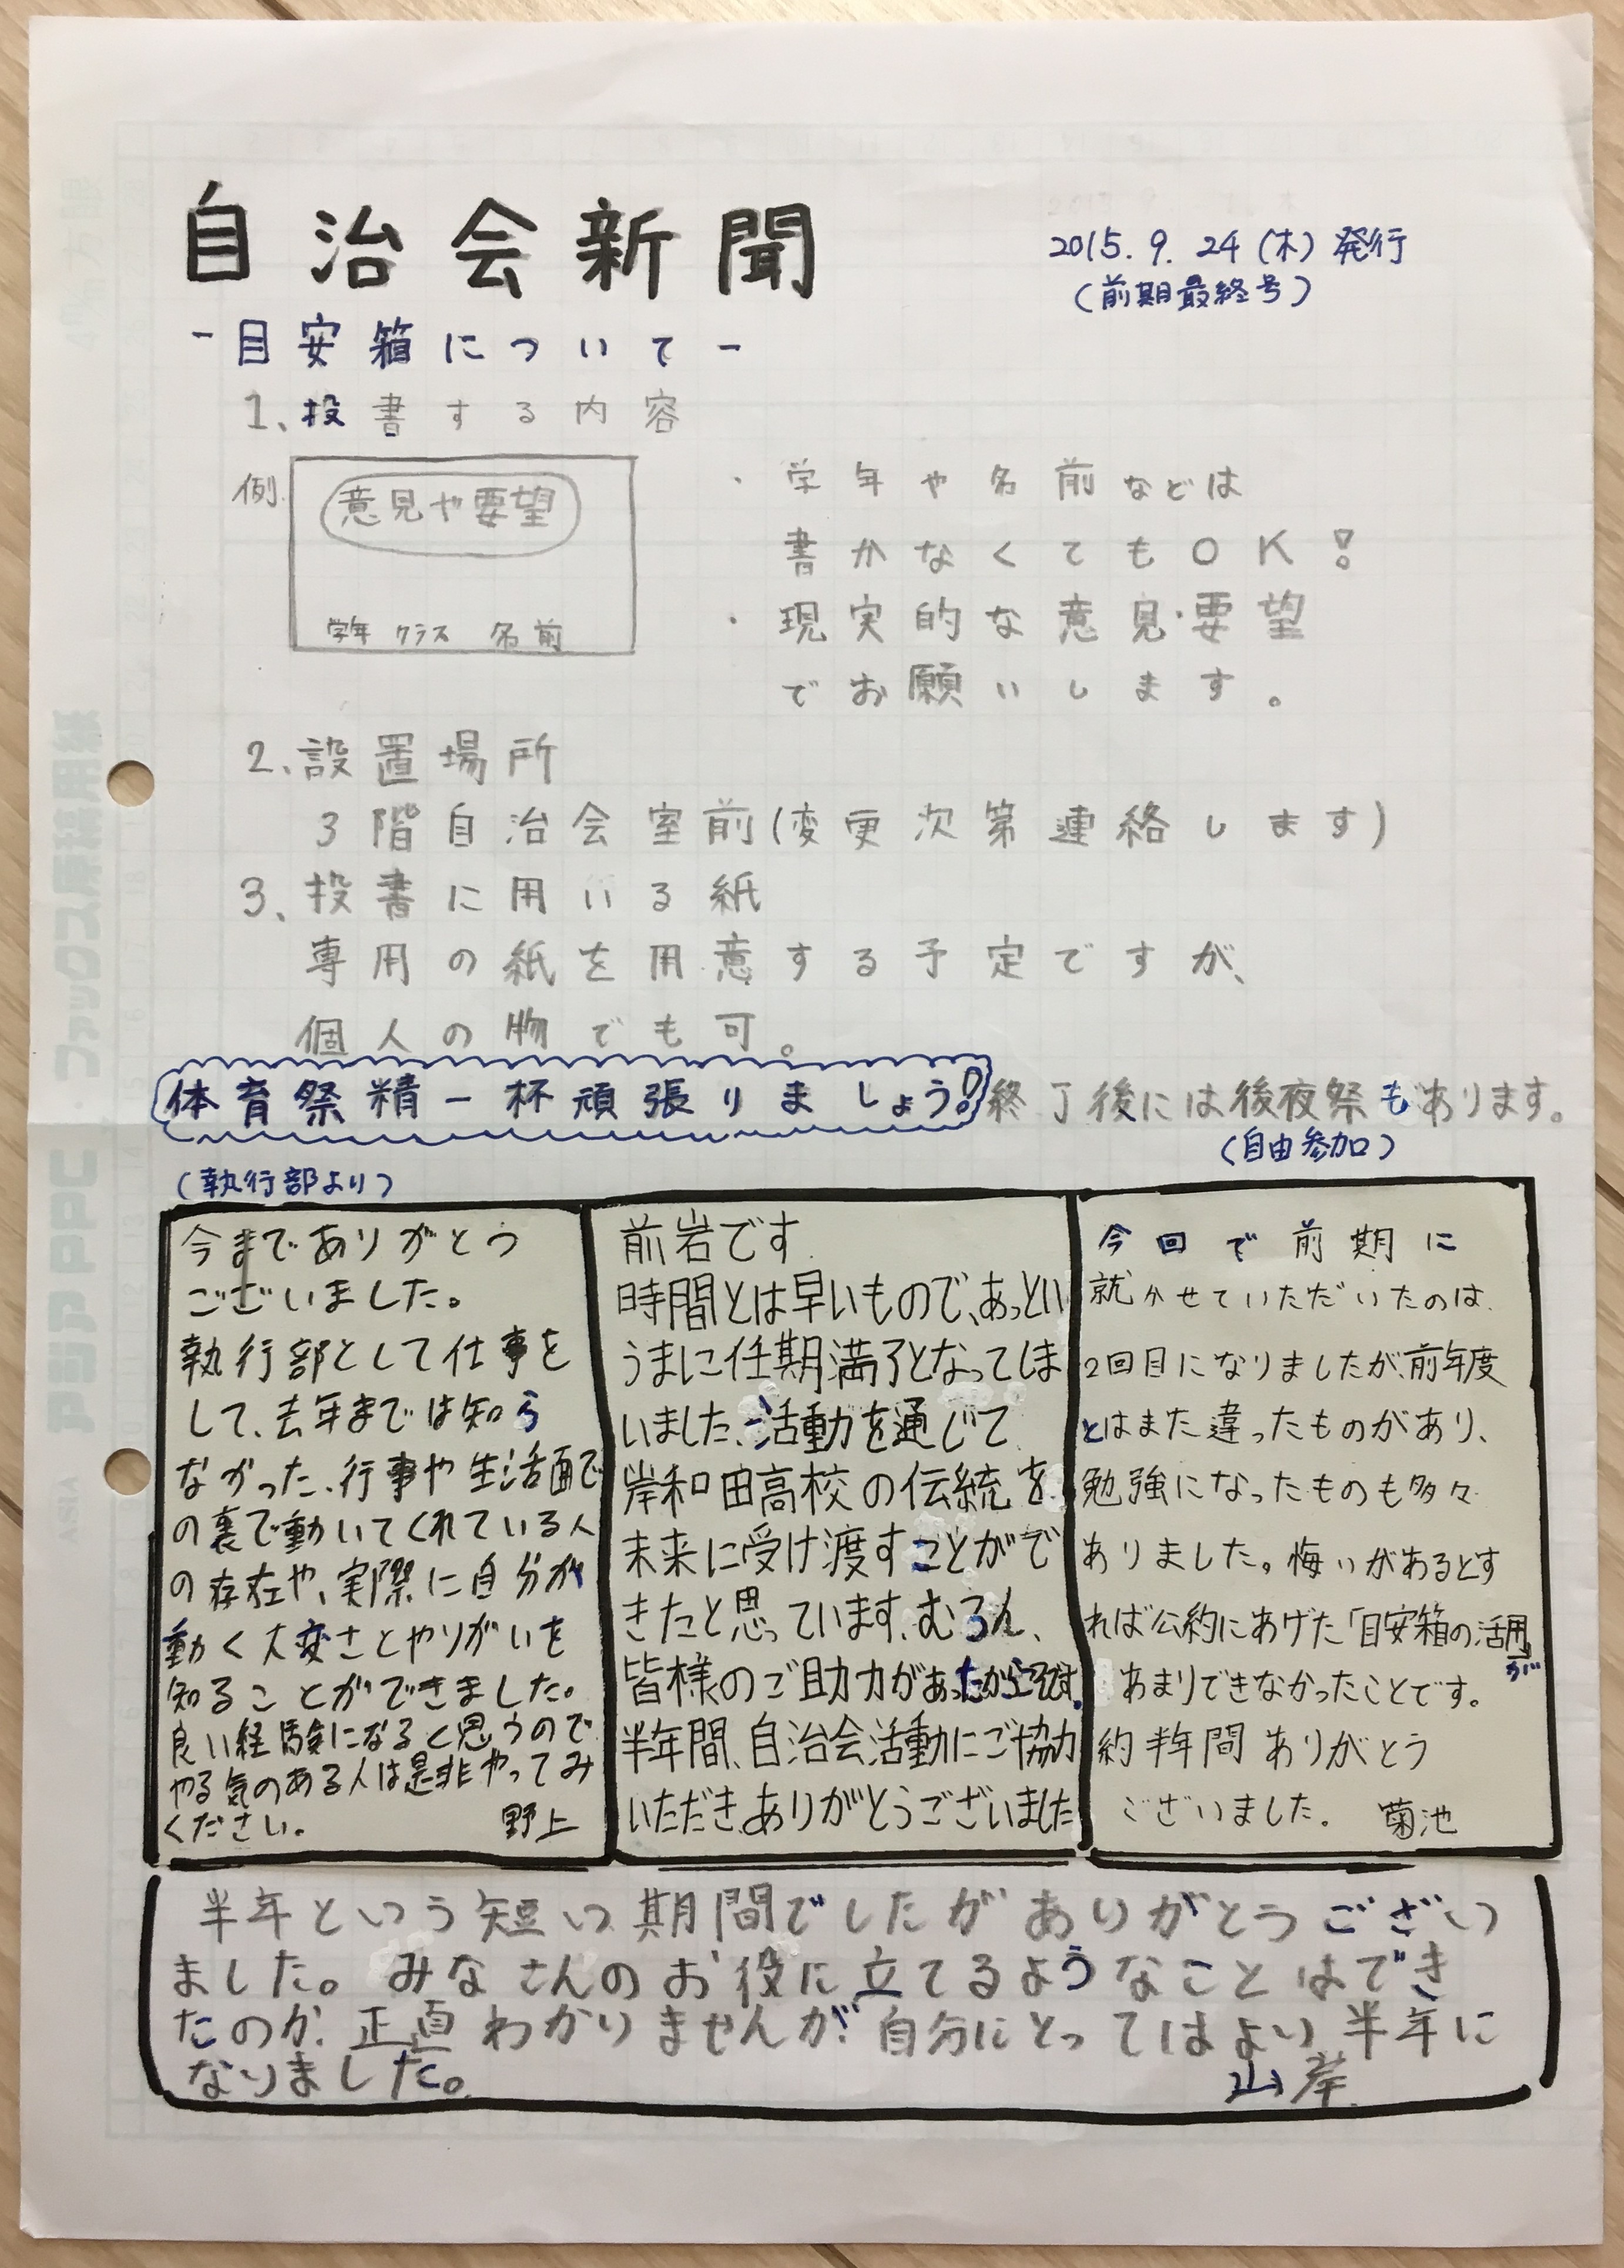 自治会新聞
2015.9.24(木)発行
(前期最終号)
-目安箱について-
1、投書する内容
例.
意見や要望
学年 クラス 名前
・学年や名前などは
書かなくてもOK!
・現実的な意見・要望
でお願いします。
2、設置場所
3階自治会室前(変更次第連絡します)
3、投書に用いる紙
専用の紙を用意する予定ですが、
個人の物でも可。
体育祭精一杯頑張りましょう!終了後には後夜祭もあります。
(自由参加)
(執行部より)
今までありがとう
ございました。
執行部として仕事を
して、去年までは知ら
なかった、行事や生活面で
の裏で動いてくれている人
の存在や、実際に自分が
動く大変さとやりがいを
知ることができました。
良い経験になると思うので
やる気のある人は是非やってみ
ください。 野上
前岩です
時間とは早いもので、あっとい
うまに任期満了となってしま
いました、活動を通じて
岸和田高校の伝統を
未来に受け渡すことがで
きたと思っています、むろん、
皆様のご助力があったからこそです。
半年間、自治会活動にご協力
いただき、ありがとうございました
今回で前期に
就かせていただいたのは、
2回目になりましたが、前年度
とはまた違ったものがあり、
勉強になったものも多々
ありました。悔いがあるとす
れば公約にあげた「目安箱の活用」が
あまりできなかったことです。
約半年間ありがとう
ございました. 菊池
半年という短い期間でしたがありがとうござい
ました。みなさんのお役に立てるようなことはでき
たのか、正直わかりませんが、自分にとってはよい半年に
なりました。 山岸
アジア PPC・ファックス原稿用紙
ASIA